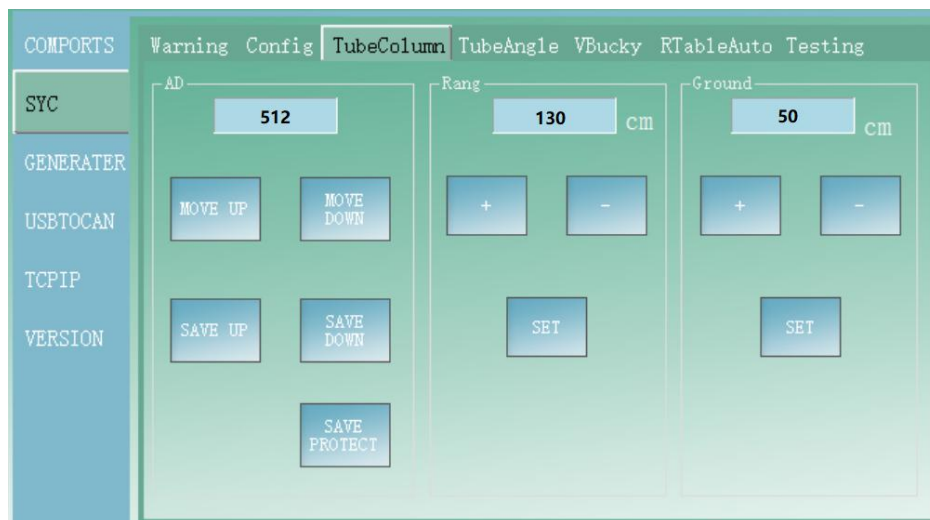 COMPORTS
SYC
GENERATER
USBTOCAN
TCPIP
VERSION
Warning Config TubeColumn TubeAngle VBucky RTableAuto Testing
AD
512
MOVE UP
MOVE
DOWN
SAVE UP
SAVE
DOWN
SAVE
PROTECT
Rang
130 cm
+ -
SET
Ground
50 cm
+ -
SET